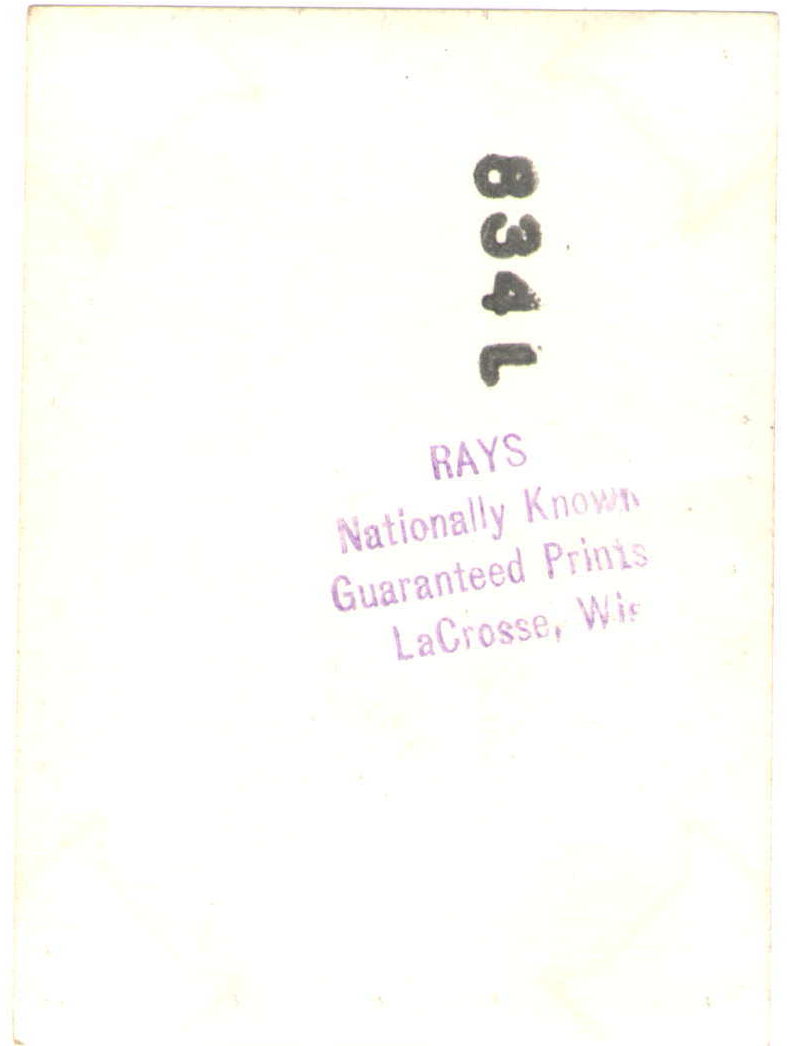 834L
RAYS
Nationally Known
Guaranteed Prints
LaCrosse, Wis